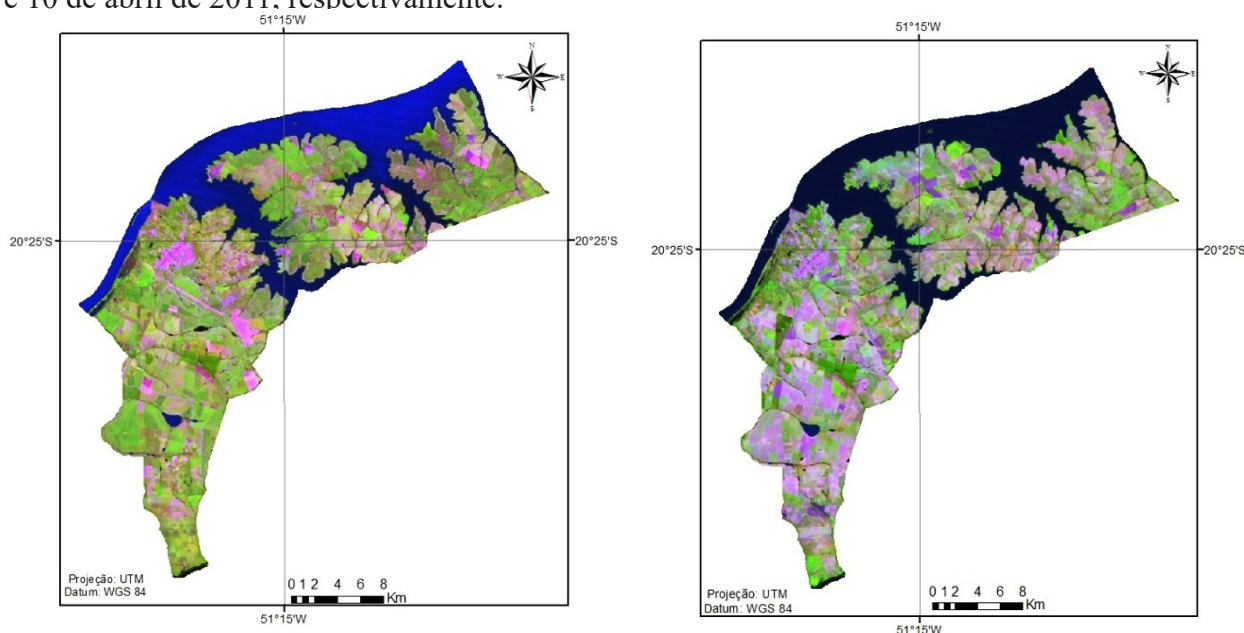 e 10 de abril de 2011, respectivamente.
51°15'W
N
W E
S
20°25'S
20°25'S
Projeção: UTM
Datum: WGS 84
0 1 2 4 6 8
Km
51°15'W
51°15'W
N
W E
S
20°25'S
20°25'S
Projeção: UTM
Datum: WGS 84
0 1 2 4 6 8
Km
51°15'W